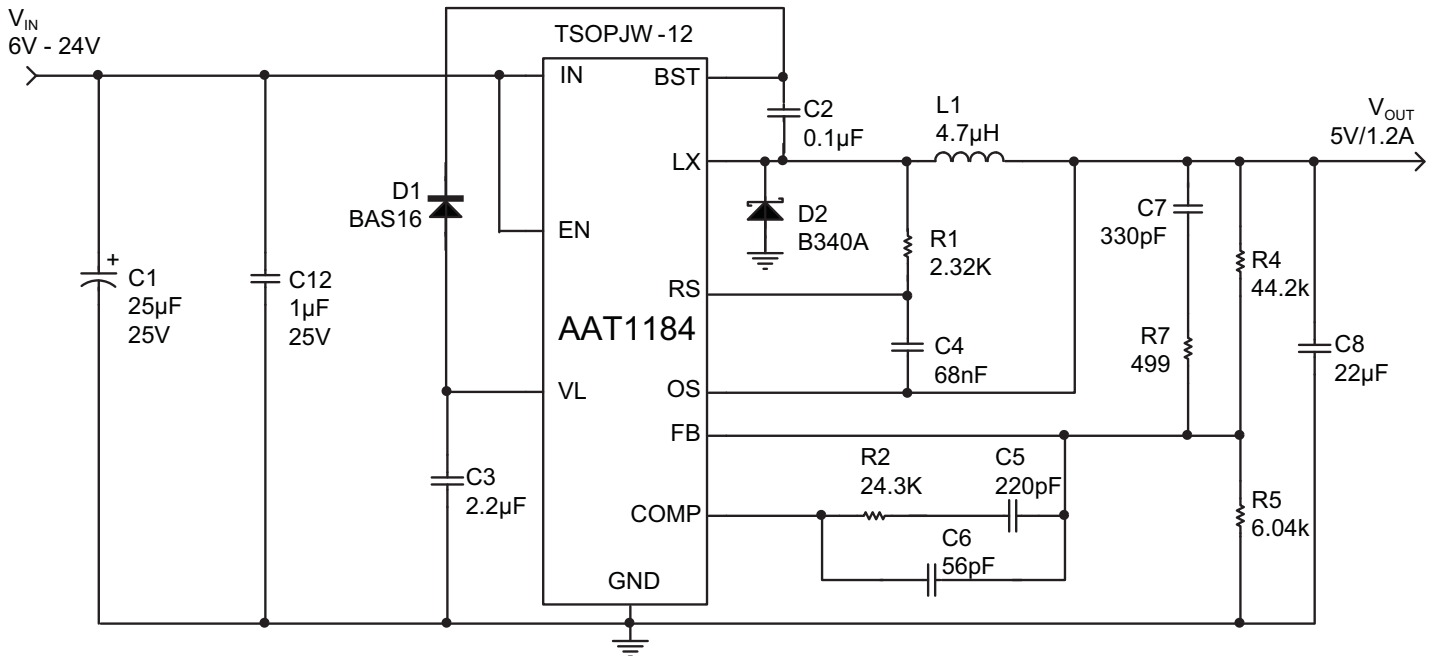 V_IN
6V - 24V
TSOPJW -12
IN
BST
C2
0.1µF
L1
4.7µH
V_OUT
5V/1.2A
LX
D1
BAS16
EN
D2
B340A
R1
2.32K
C7
330pF
R4
44.2k
+
C1
25µF
25V
C12
1µF
25V
RS
AAT1184
C4
68nF
R7
499
C8
22µF
VL
OS
FB
C3
2.2µF
R2
24.3K
C5
220pF
COMP
R5
6.04k
C6
56pF
GND